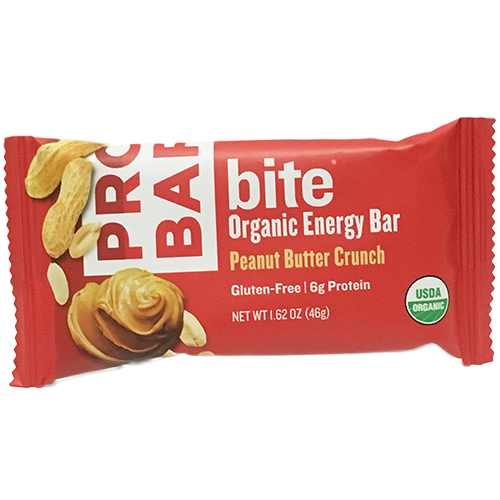 PRO
BAR
bite
Organic Energy Bar
Peanut Butter Crunch
Gluten-Free | 6g Protein
NET WT 1.62 OZ (46g)
USDA
ORGANIC